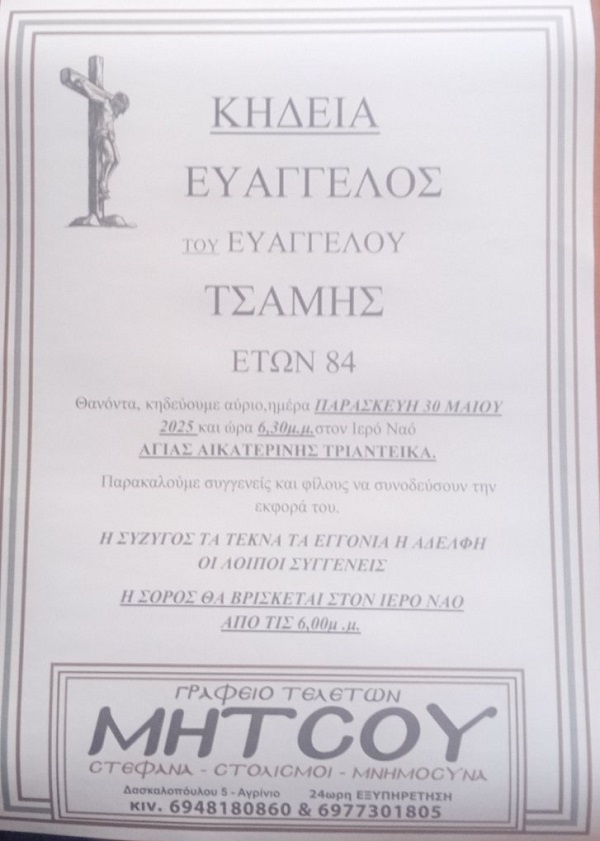 ΚΗΔΕΙΑ
ΕΥΑΓΓΕΛΟΣ
ΤΟΥ ΕΥΑΓΓΕΛΟΥ
ΤΣΑΜΗΣ
ΕΤΩΝ 84
Θανόντα, κηδεύουμε αύριο,ημέρα ΠΑΡΑΣΚΕΥΗ 30 ΜΑΙΟΥ
2025 και ώρα 6,30μ.μ.στον Ιερό Ναό
ΑΓΙΑΣ ΑΙΚΑΤΕΡΙΝΗΣ ΤΡΙΑΝΤΕΙΚΑ.
Παρακαλούμε συγγενείς και φίλους να συνοδεύσουν την
εκφορά του.
Η ΣΥΖΥΓΟΣ ΤΑ ΤΕΚΝΑ ΤΑ ΕΓΓΟΝΙΑ Η ΑΔΕΛΦΗ
ΟΙ ΛΟΙΠΟΙ ΣΥΓΓΕΝΕΙΣ
Η ΣΟΡΟΣ ΘΑ ΒΡΙΣΚΕΤΑΙ ΣΤΟΝ ΙΕΡΟ ΝΑΟ
ΑΠΟ ΤΙΣ 6,00μ .μ.
ΓΡΑΦΕΙΟ ΤΕΛΕΤΩΝ
ΜΗΤΣΟΥ
ΣΤΕΦΑΝΑ - ΣΤΟΛΙΣΜΟΙ - ΜΝΗΜΟΣΥΝΑ
Δασκαλοπούλου 5 - Αγρίνιο 24ωρη ΕΞΥΠΗΡΕΤΗΣΗ
ΚΙΝ. 6948180860 & 6977301805